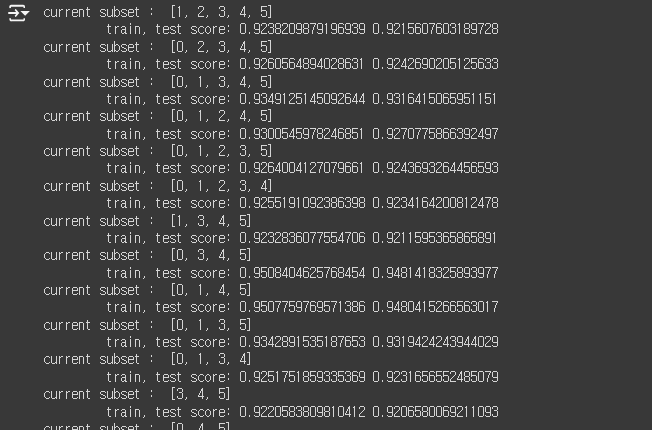 current subset :  [1, 2, 3, 4, 5]
train, test score: 0.9238209879196939 0.9215607603189728
current subset :  [0, 2, 3, 4, 5]
train, test score: 0.9260564894028631 0.9242690205125633
current subset :  [0, 1, 3, 4, 5]
train, test score: 0.9349125145092644 0.9316415065951151
current subset :  [0, 1, 2, 4, 5]
train, test score: 0.9300545978246851 0.9270775866392497
current subset :  [0, 1, 2, 3, 5]
train, test score: 0.9264004127079661 0.9243693264456593
current subset :  [0, 1, 2, 3, 4]
train, test score: 0.9255191092386398 0.9234164200812478
current subset :  [1, 3, 4, 5]
train, test score: 0.9232836077554706 0.9211595365865891
current subset :  [0, 3, 4, 5]
train, test score: 0.9508404625768454 0.9481418325893977
current subset :  [0, 1, 4, 5]
train, test score: 0.9507759769571386 0.9480415266563017
current subset :  [0, 1, 3, 5]
train, test score: 0.9342891535187653 0.9319424243944029
current subset :  [0, 1, 3, 4]
train, test score: 0.9251751859335369 0.9231656552485079
current subset :  [3, 4, 5]
train, test score: 0.9220583809810412 0.9206580069211093
current subset :  [0, 4, 5]